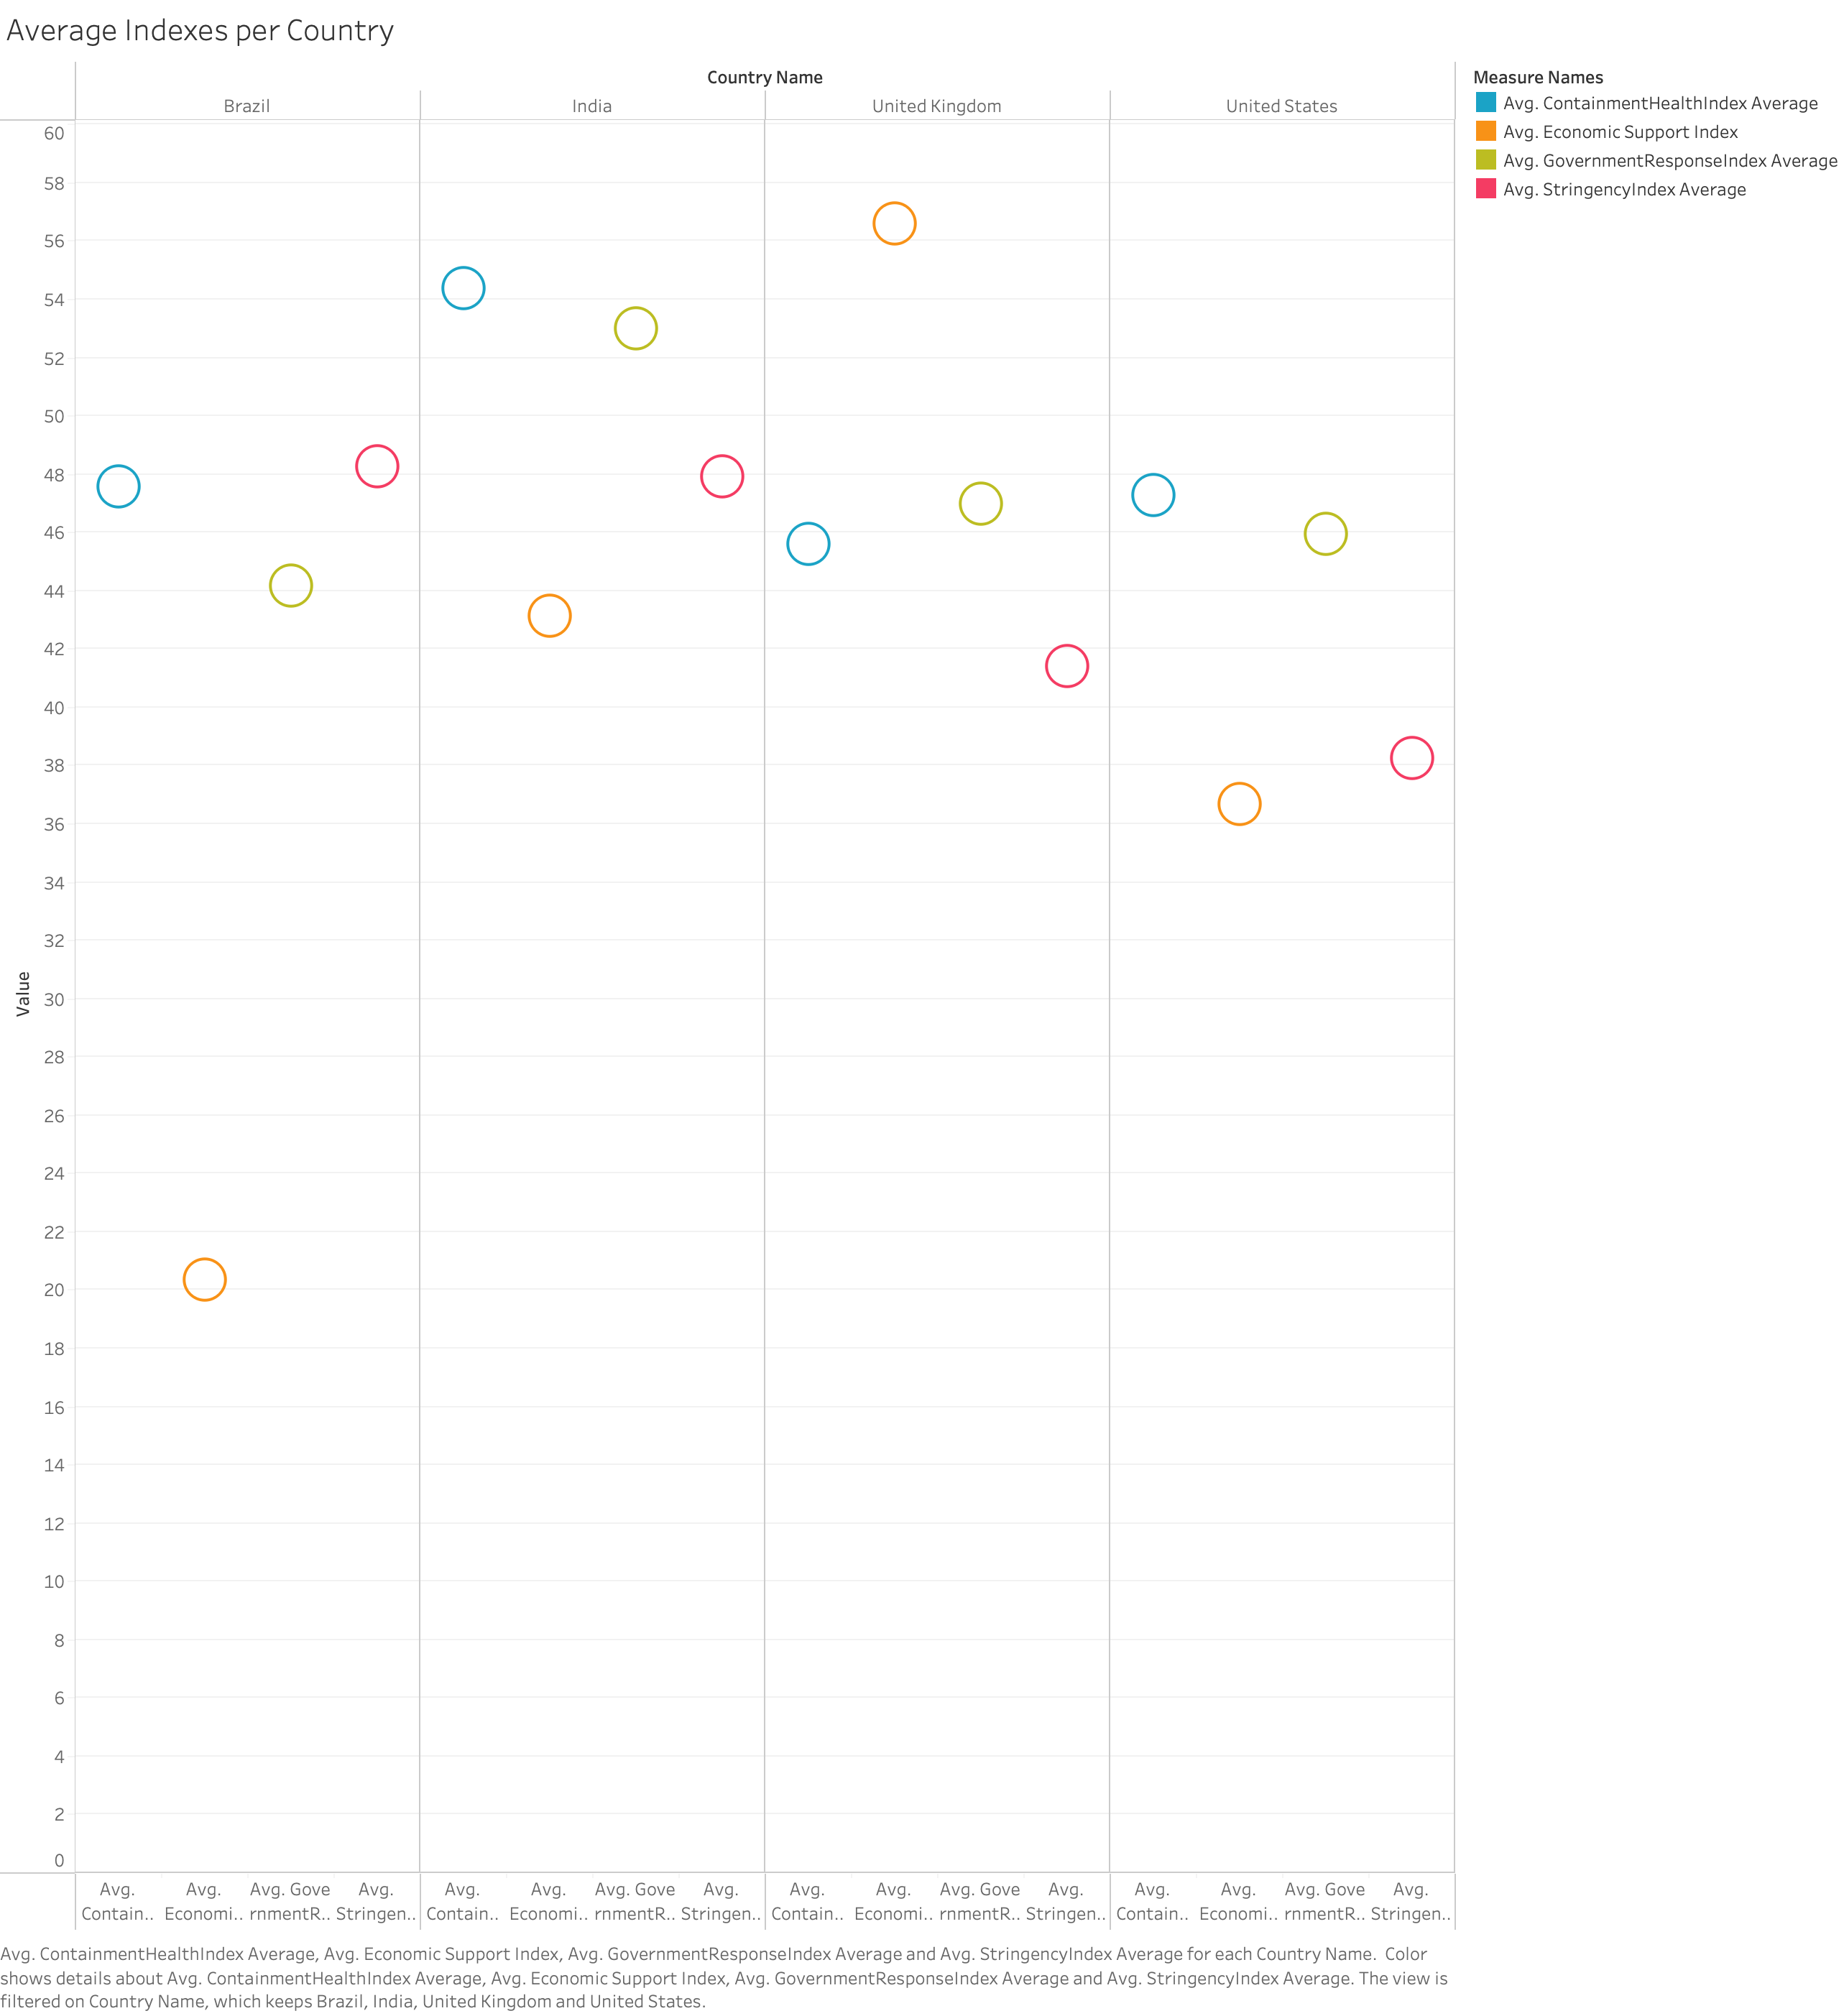 Average Indexes per Country
Country Name
Brazil India United Kingdom United States
Measure Names
Avg. ContainmentHealthIndex Average
Avg. Economic Support Index
Avg. GovernmentResponseIndex Average
Avg. StringencyIndex Average
60
58
56
54
52
50
48
46
44
42
40
38
36
34
32
30
28
26
24
22
20
18
16
14
12
10
8
6
4
2
0
Value
Avg. Avg. Avg. Gove Avg. Avg. Avg. Avg. Gove Avg. Avg. Avg. Avg. Gove Avg. Avg. Avg. Avg. Gove Avg.
Contain.. Economi.. rnmentR.. Stringen.. Contain.. Economi.. rnmentR.. Stringen.. Contain.. Economi.. rnmentR.. Stringen.. Contain.. Economi.. rnmentR.. Stringen..
Avg. ContainmentHealthIndex Average, Avg. Economic Support Index, Avg. GovernmentResponseIndex Average and Avg. StringencyIndex Average for each Country Name.  Color
shows details about Avg. ContainmentHealthIndex Average, Avg. Economic Support Index, Avg. GovernmentResponseIndex Average and Avg. StringencyIndex Average. The view is
filtered on Country Name, which keeps Brazil, India, United Kingdom and United States.